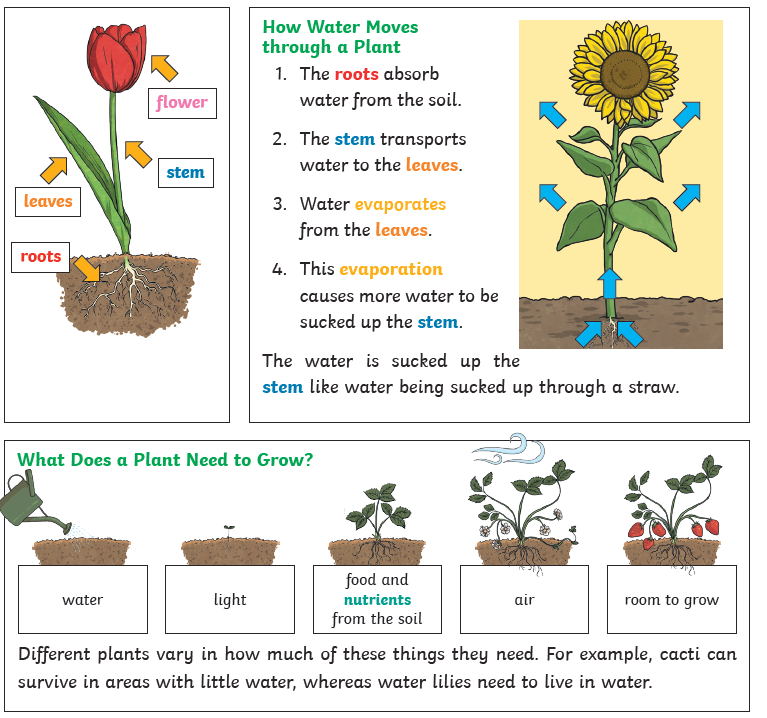 flower
stem
leaves
roots
How Water Moves
through a Plant
1. The roots absorb
water from the soil.
2. The stem transports
water to the leaves.
3. Water evaporates
from the leaves.
4. This evaporation
causes more water to be
sucked up the stem.
The water is sucked up the
stem like water being sucked up through a straw.
What Does a Plant Need to Grow?
water
light
food and
nutrients
from the soil
air
room to grow
Different plants vary in how much of these things they need. For example, cacti can
survive in areas with little water, whereas water lilies need to live in water.